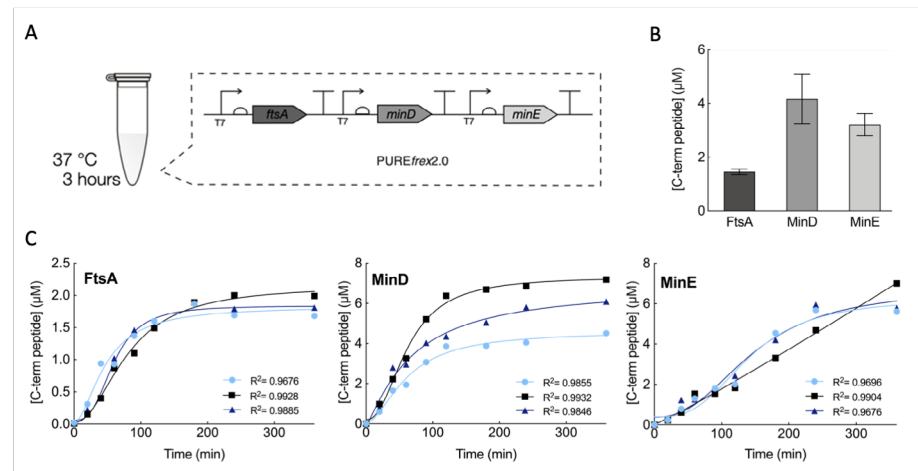 A
37 °C
3 hours
T7
ftsA
T7
minD
T7
minE
PUREfrex2.0
B
[C-term peptide] (µM)
6
4
2
0
FtsA
MinD
MinE
C
FtsA
[C-term peptide] (µM)
2.5
2.0
1.5
1.0
0.5
0.0
R²= 0.9676
R²= 0.9928
R²= 0.9885
0
100
200
300
Time (min)
MinD
[C-term peptide] (µM)
8
7
6
5
4
3
2
1
0
R²= 0.9855
R²= 0.9932
R²= 0.9846
0
100
200
300
Time (min)
MinE
[C-term peptide] (µM)
8
6
4
2
0
R²= 0.9696
R²= 0.9904
R²= 0.9676
0
100
200
300
Time (min)